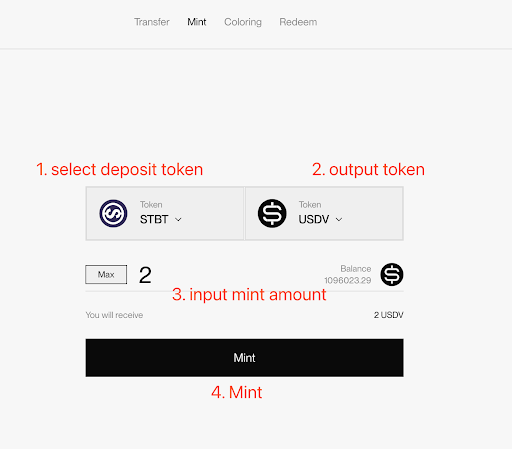 Transfer Mint Coloring Redeem
1. select deposit token
2. output token
Token
STBT
Token
USDV
Max
2
Balance
1096023.29
3. input mint amount
You will receive
2 USDV
Mint
4. Mint